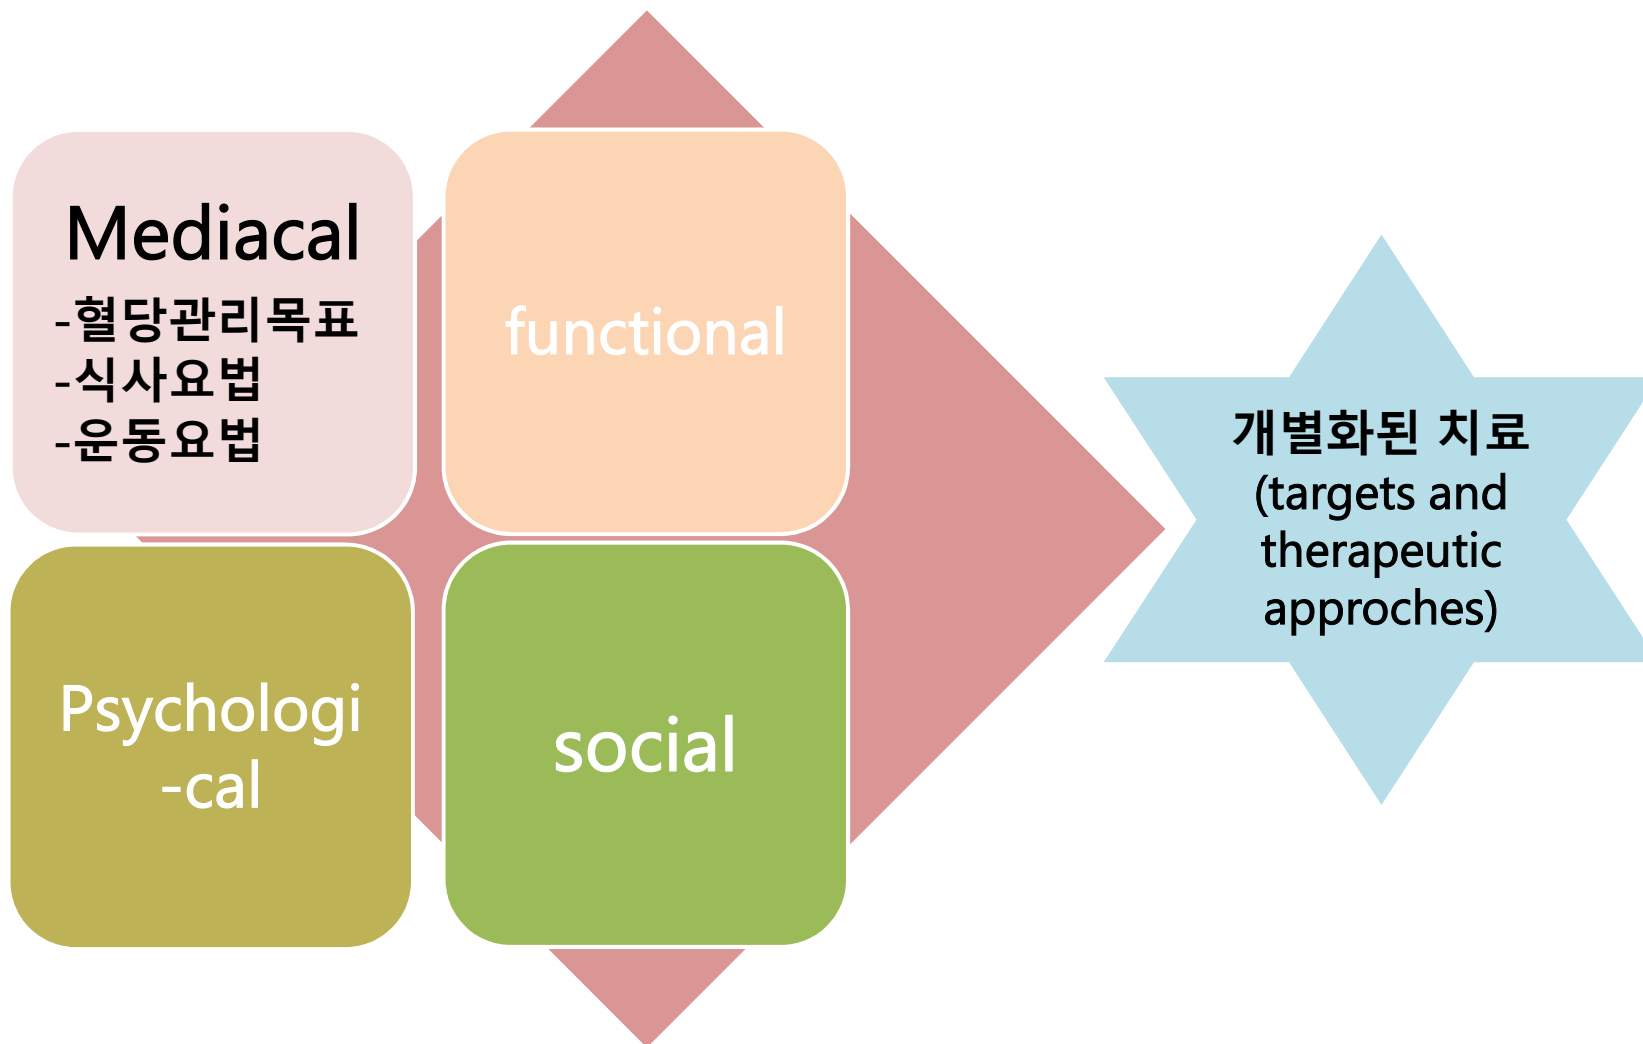 Mediacal
-혈당관리목표
-식사요법
-운동요법
functional
Psychologi
-cal
social
개별화된 치료
(targets and
therapeutic
approches)